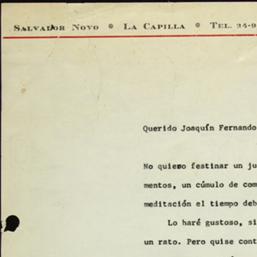 SALVADOR NOVO * LA CAPILLA * TEL. 24-9
Querido Joaquín Fernando
No quiero festinar un ju
mentos, un cúmulo de com
meditación el tiempo deb
Lo haré gustoso, si
un rato. Pero quise cont